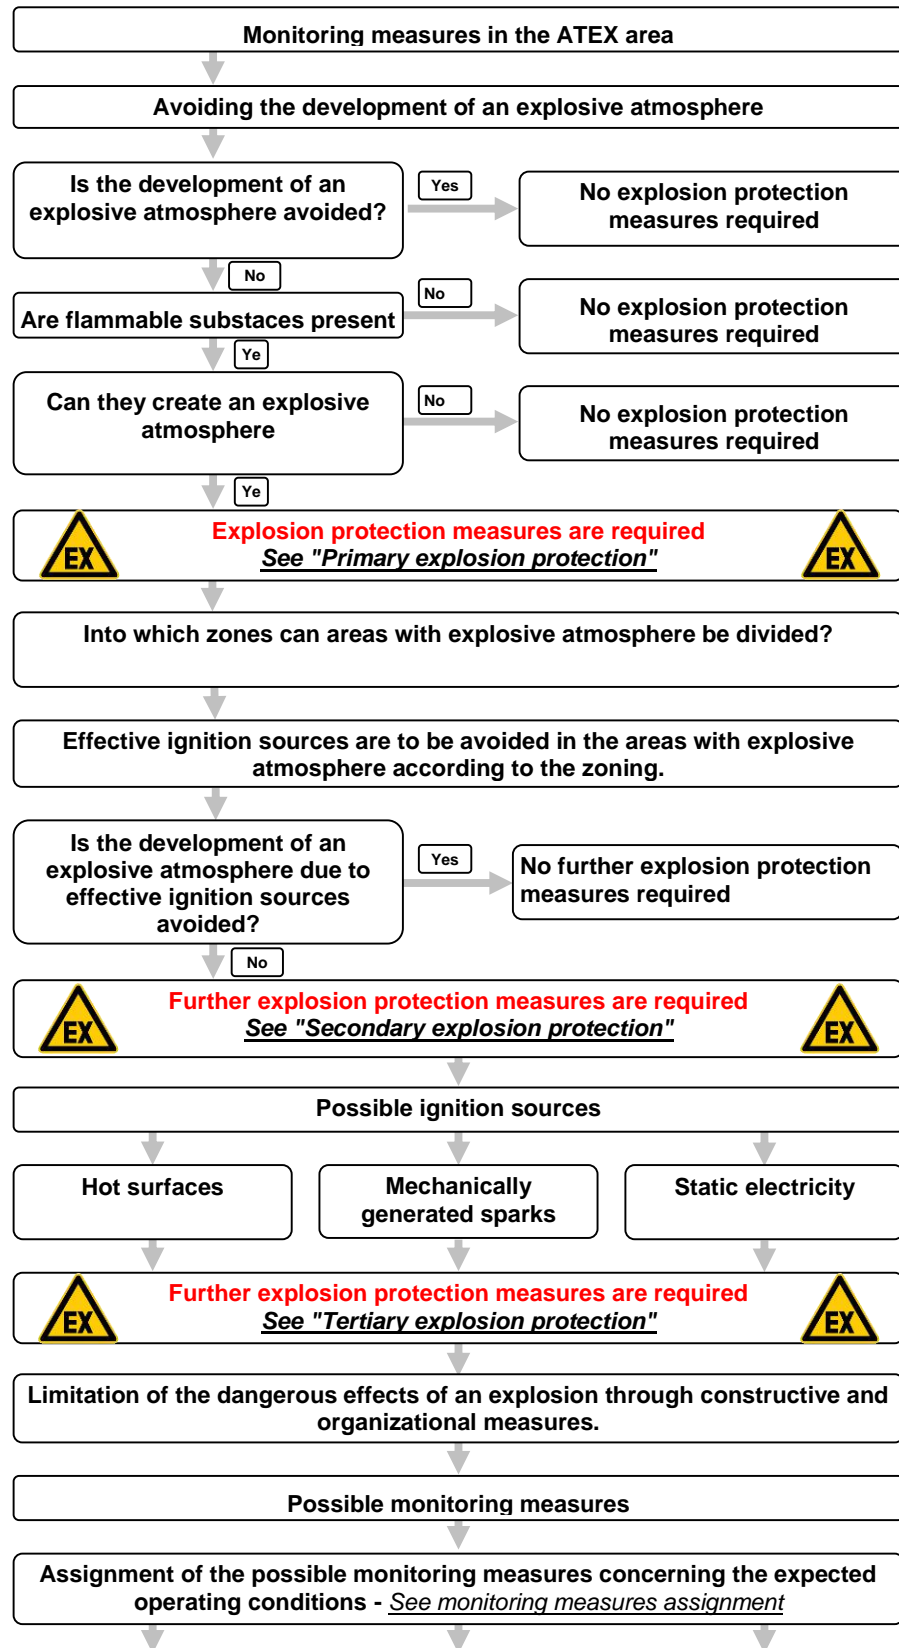 Monitoring measures in the ATEX area
Avoiding the development of an explosive atmosphere
Is the development of an
explosive atmosphere avoided?
Yes
No explosion protection
measures required
No
Are flammable substaces present
No
No explosion protection
measures required
Ye
Can they create an explosive
atmosphere
No
No explosion protection
measures required
Ye
EX
Explosion protection measures are required
See "Primary explosion protection"
EX
Into which zones can areas with explosive atmosphere be divided?
Effective ignition sources are to be avoided in the areas with explosive
atmosphere according to the zoning.
Is the development of an
explosive atmosphere due to
effective ignition sources
avoided?
Yes
No further explosion protection
measures required
No
EX
Further explosion protection measures are required
See "Secondary explosion protection"
EX
Possible ignition sources
Hot surfaces
Mechanically
generated sparks
Static electricity
EX
Further explosion protection measures are required
See "Tertiary explosion protection"
EX
Limitation of the dangerous effects of an explosion through constructive and
organizational measures.
Possible monitoring measures
Assignment of the possible monitoring measures concerning the expected
operating conditions - See monitoring measures assignment